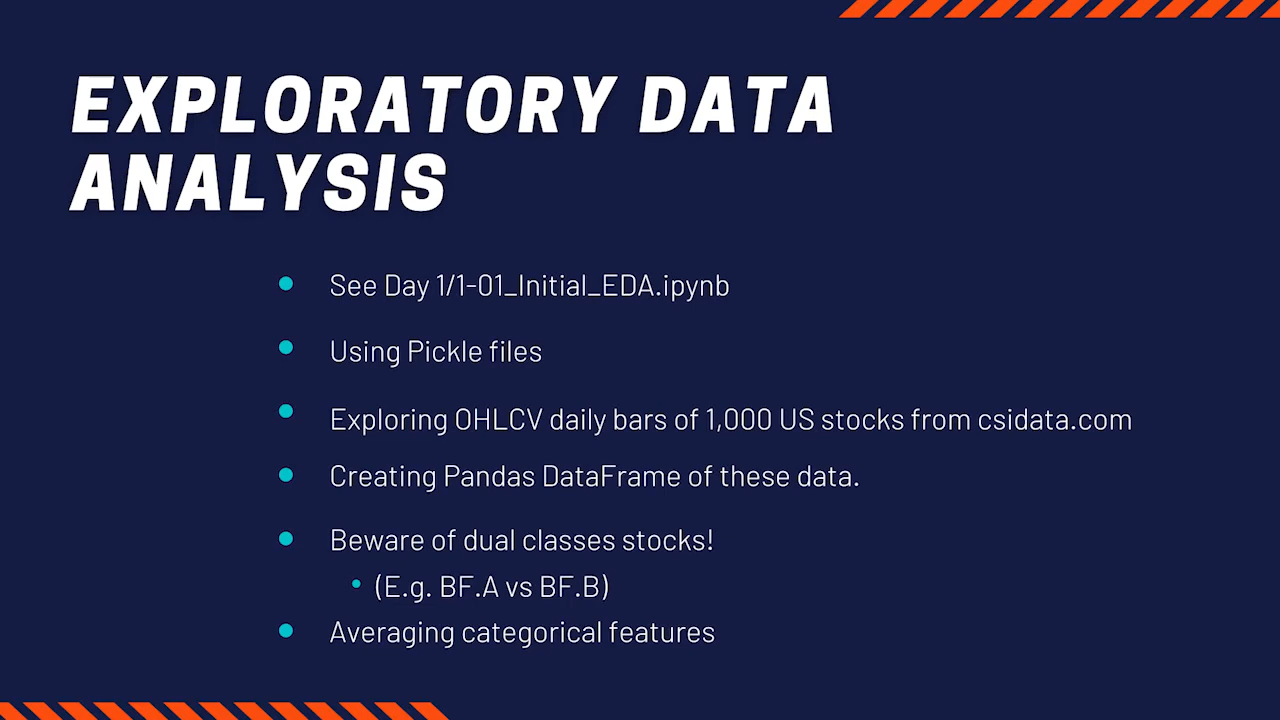 EXPLORATORY DATA
ANALYSIS
See Day 1/1-01_Initial_EDA.ipynb
Using Pickle files
Exploring OHLCV daily bars of 1,000 US stocks from csidata.com
Creating Pandas DataFrame of these data.
Beware of dual classes stocks!
(E.g. BF.A vs BF.B)
Averaging categorical features